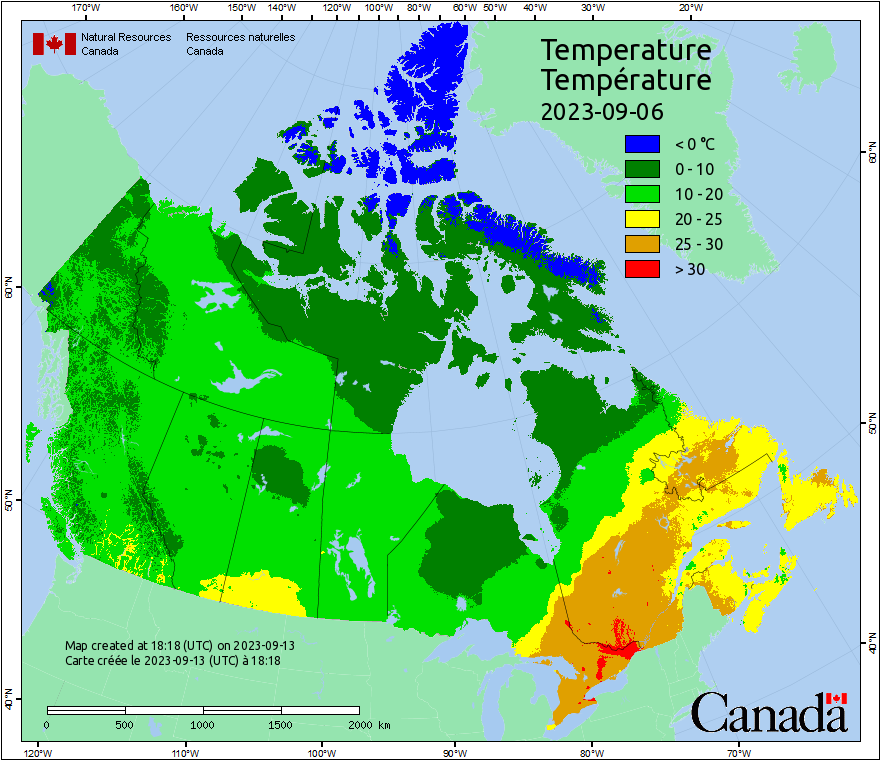 170°W 160°W 150°W 140°W 120°W 100°W 80°W 60°W 50°W 40°W 30°W 20°W
Natural Resources Ressources naturelles
Canada Canada
Temperature
Température
2023-09-06
< 0 °C
0 - 10
10 - 20
20 - 25
25 - 30
> 30
60°N
60°N
50°N
50°N
40°N
40°N
Map created at 18:18 (UTC) on 2023-09-13
Carte créée le 2023-09-13 (UTC) à 18:18
0 500 1000 1500 2000 km
Canada
120°W 110°W 100°W 90°W 80°W 70°W